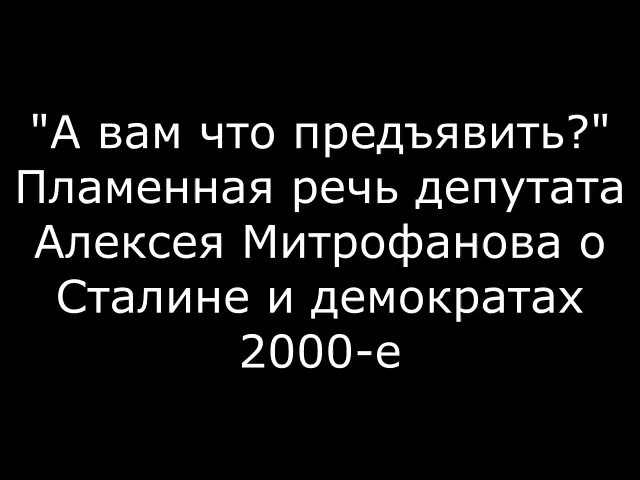 "А вам что предъявить?"
Пламенная речь депутата
Алексея Митрофанова о
Сталине и демократах
2000-е